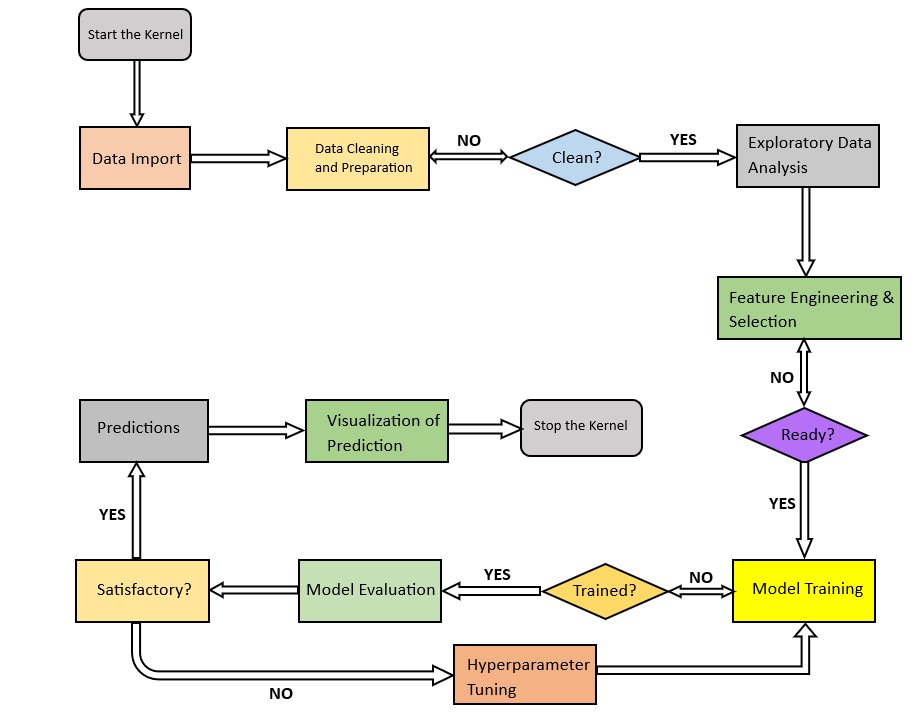 Start the Kernel
Data Import
Data Cleaning
and Preparation
NO
Clean?
YES
Exploratory Data
Analysis
Feature Engineering &
Selection
NO
Ready?
YES
Predictions
Visualization of
Prediction
Stop the Kernel
YES
Satisfactory?
Model Evaluation
YES
Trained?
NO
Model Training
NO
Hyperparameter
Tuning